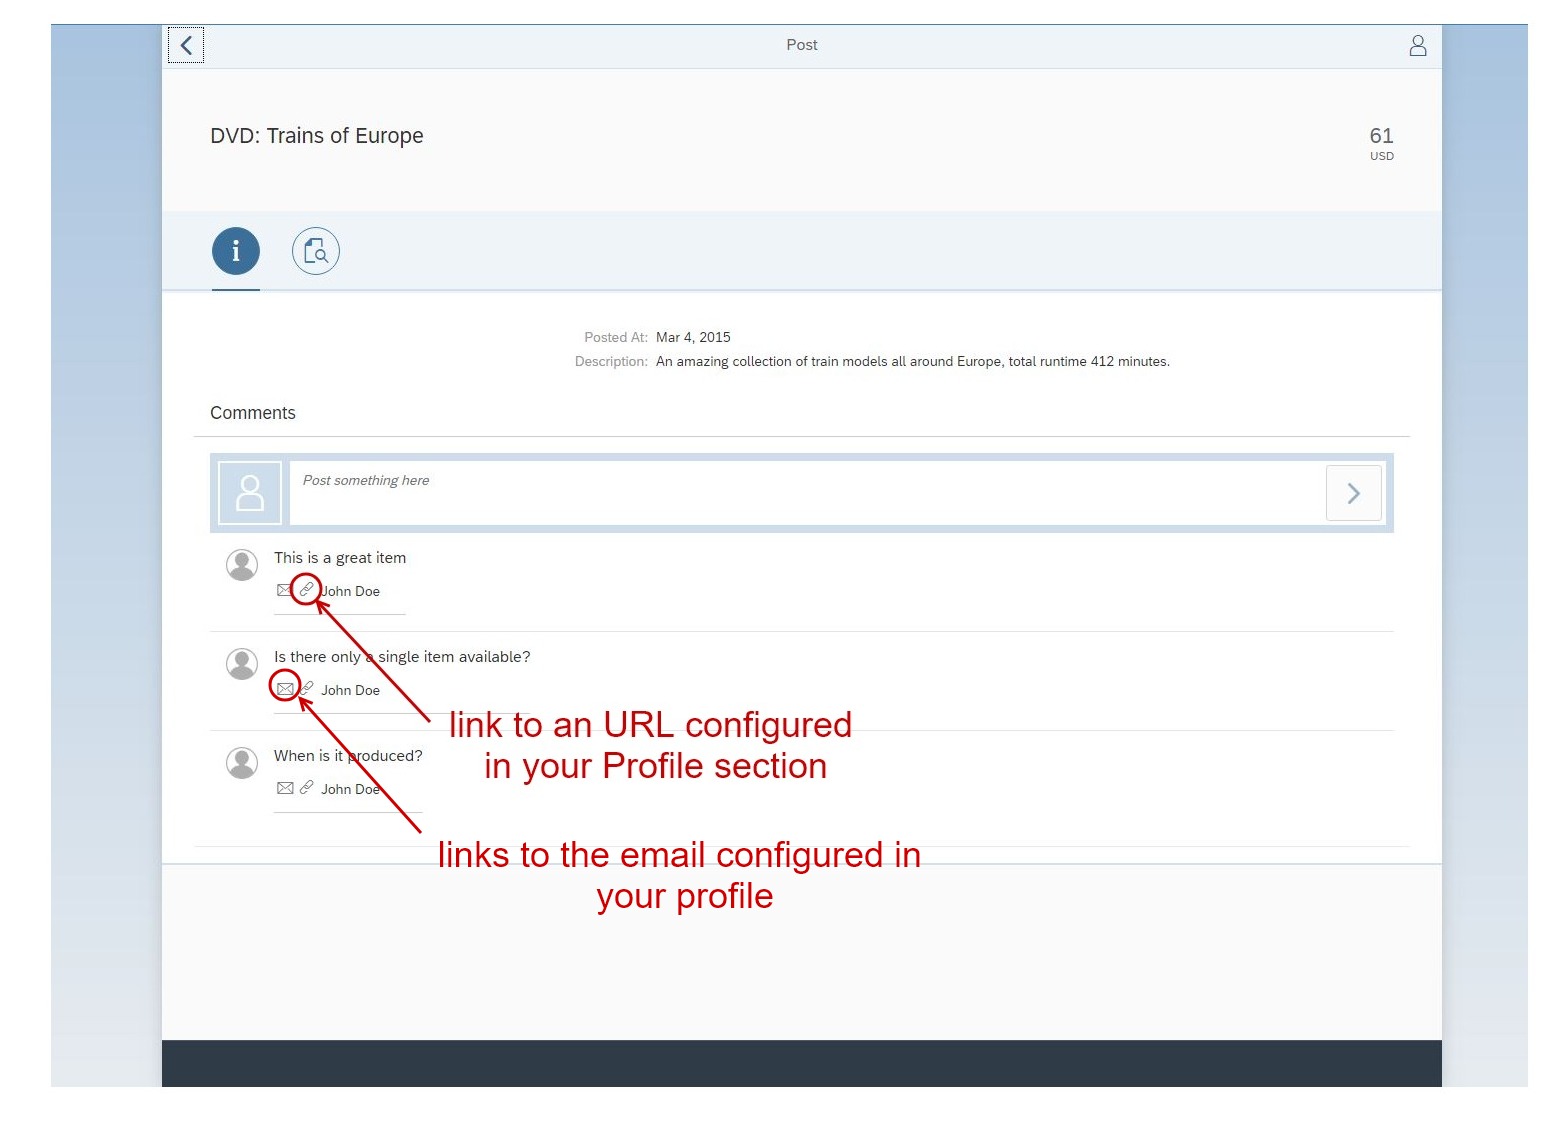 Post
DVD: Trains of Europe
61
USD
i
Posted At: Mar 4, 2015
Description: An amazing collection of train models all around Europe, total runtime 412 minutes.
Comments
Post something here
This is a great item
John Doe
Is there only a single item available?
John Doe
link to an URL configured
in your Profile section
When is it produced?
John Doe
links to the email configured in
your profile